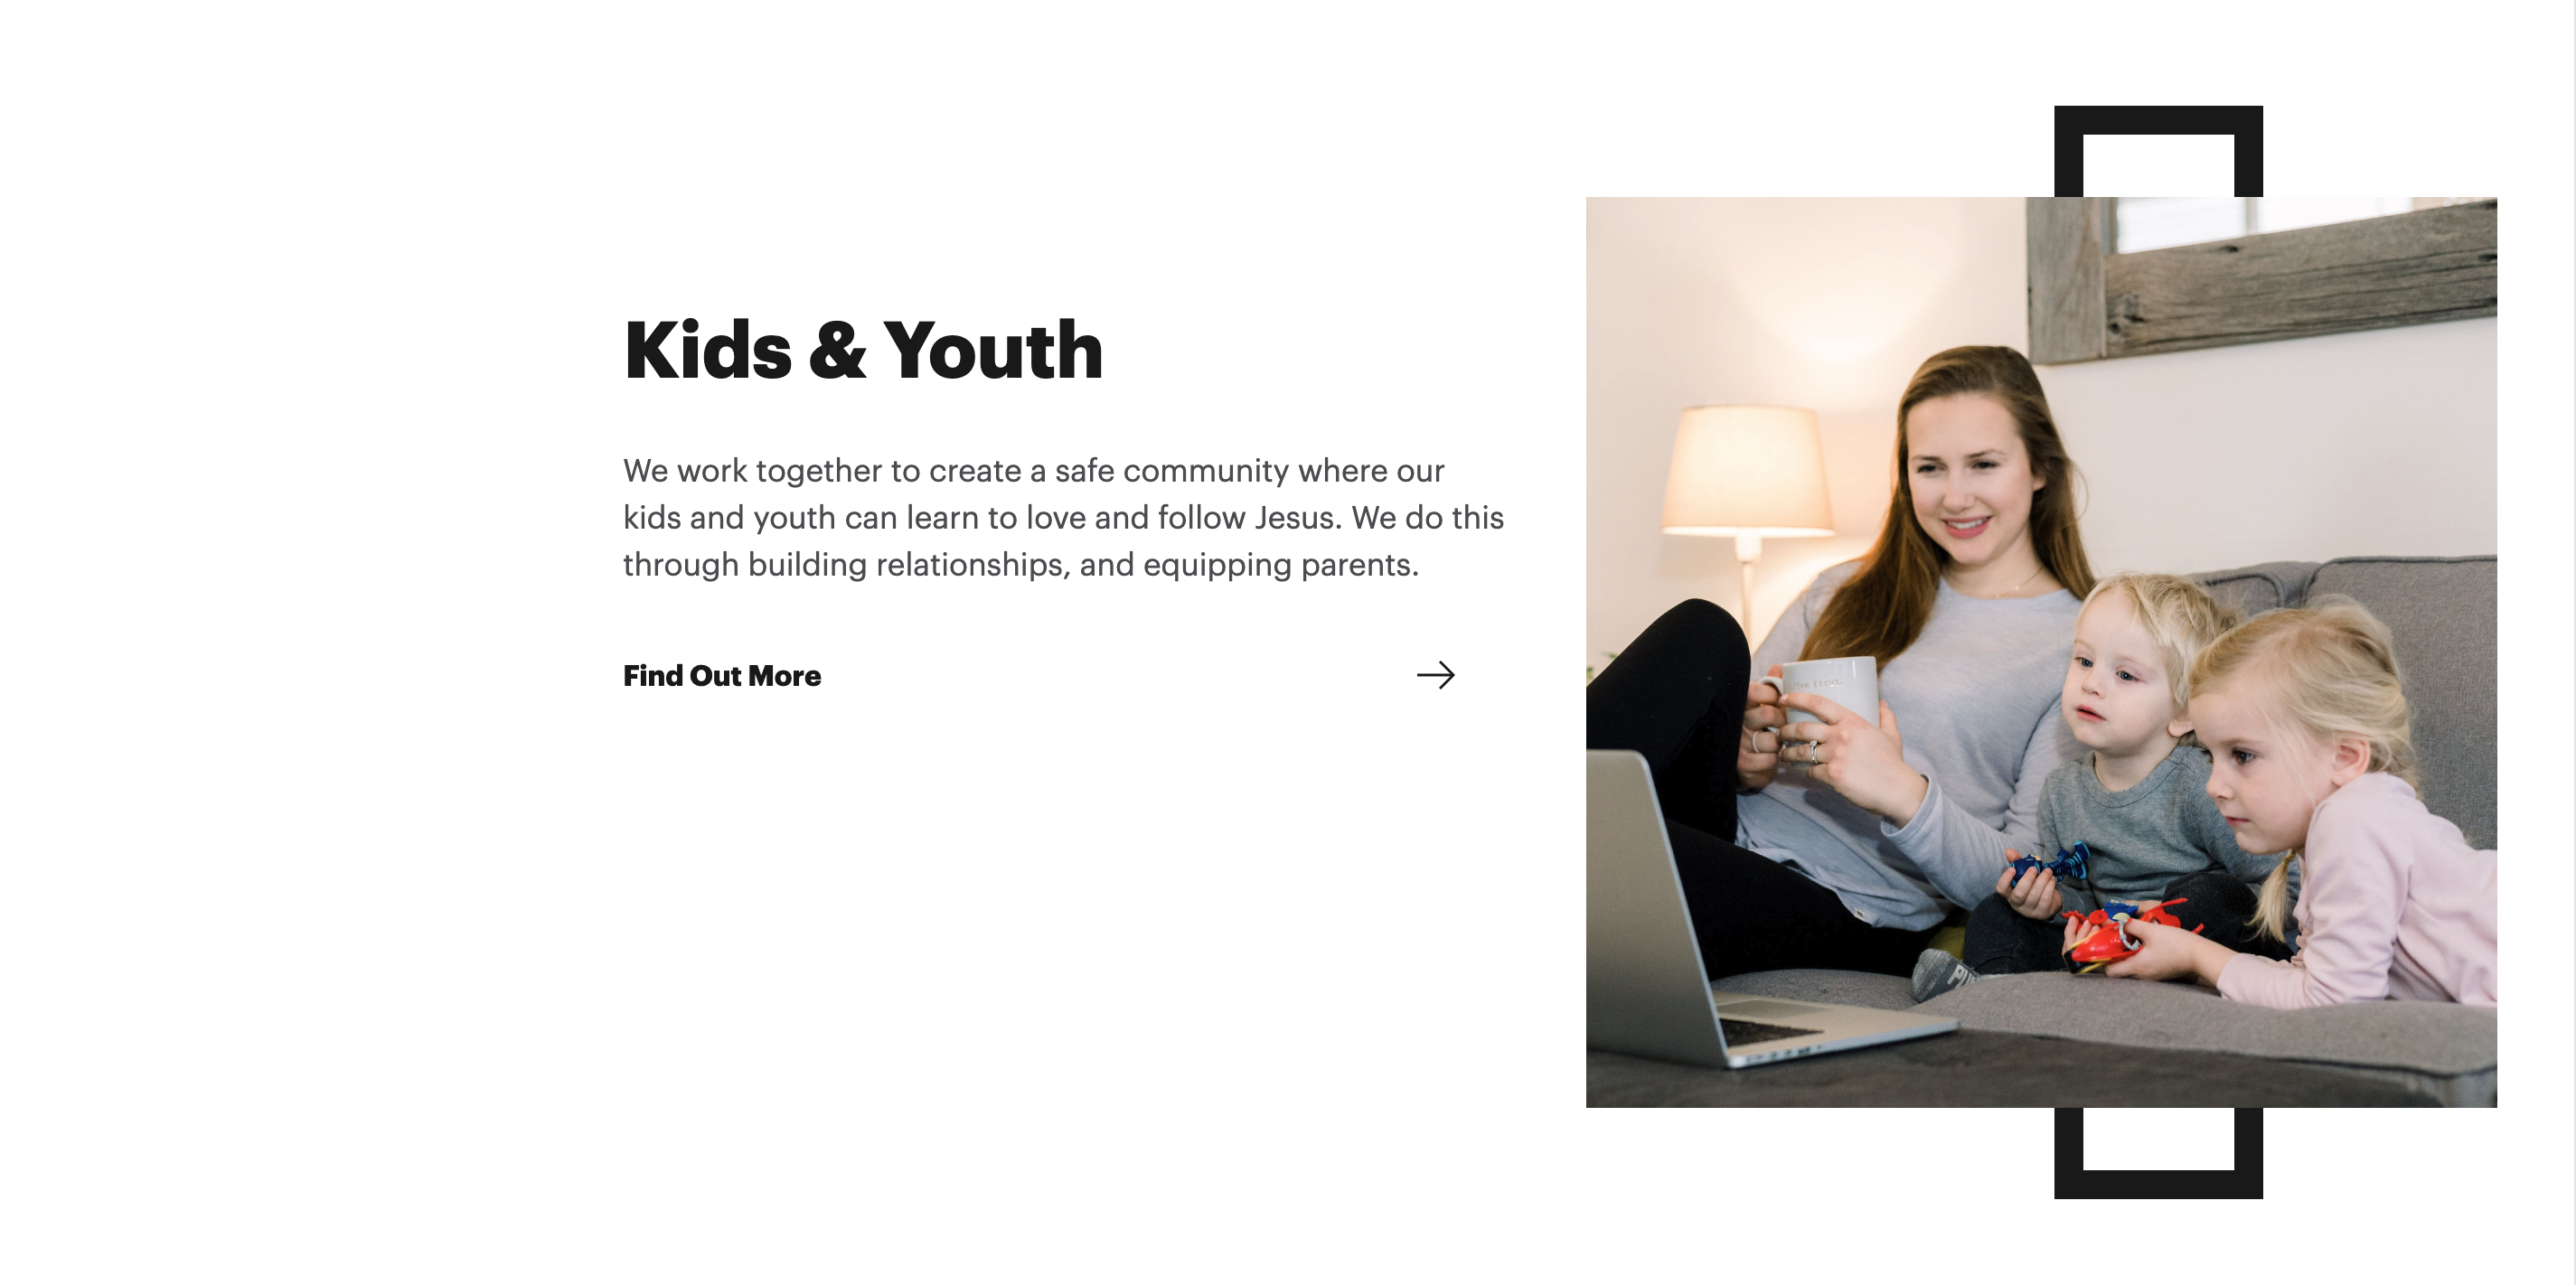 Kids & Youth
We work together to create a safe community where our
kids and youth can learn to love and follow Jesus. We do this
through building relationships, and equipping parents.
Find Out More